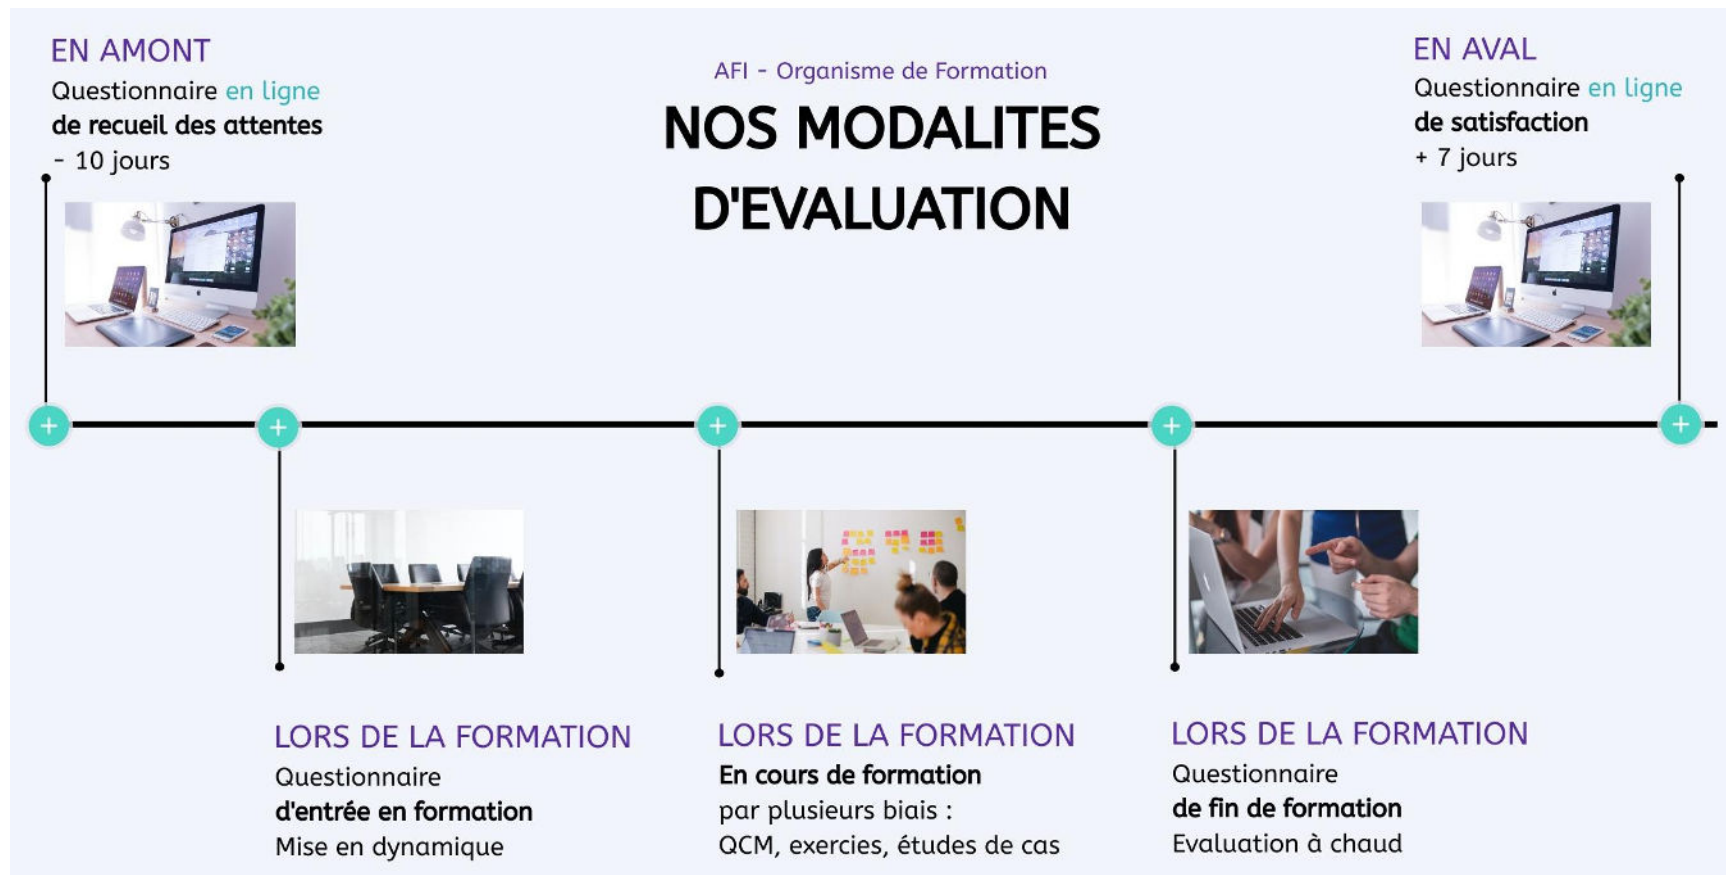 EN AMONT
Questionnaire en ligne
de recueil des attentes
- 10 jours
AFI - Organisme de Formation
NOS MODALITES
D'EVALUATION
EN AVAL
Questionnaire en ligne
de satisfaction
+ 7 jours
LORS DE LA FORMATION
Questionnaire
d'entrée en formation
Mise en dynamique
LORS DE LA FORMATION
En cours de formation
par plusieurs biais :
QCM, exercies, études de cas
LORS DE LA FORMATION
Questionnaire
de fin de formation
Evaluation à chaud